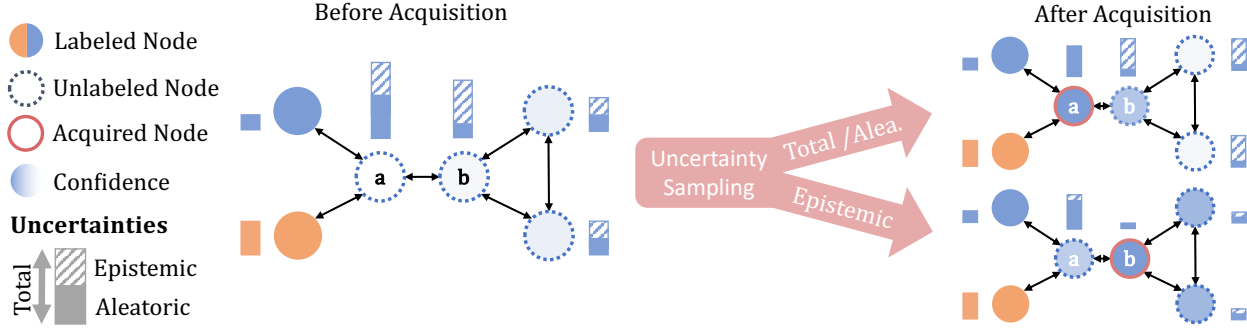 Before Acquisition
After Acquisition
Labeled Node
Unlabeled Node
Acquired Node
Confidence
Uncertainties
Total
Epistemic
Aleatoric
a
b
Uncertainty
Sampling
Total /Alea.
Epistemic
a
b
a
b